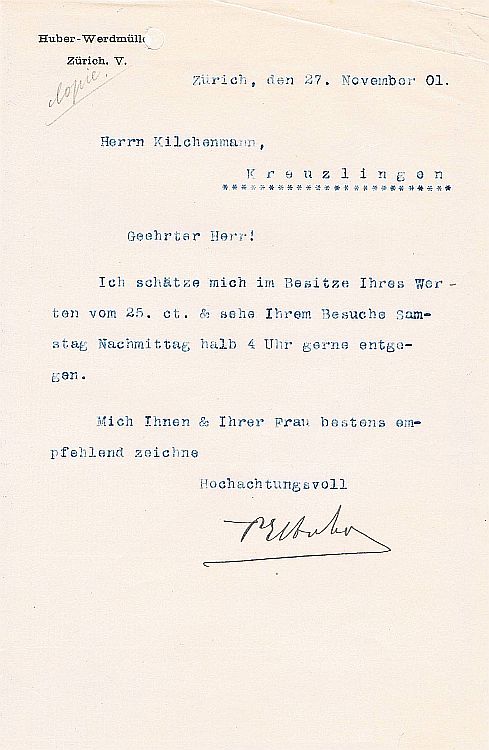 Huber-Werdmülle
Zürich. V.
Copie.
Zürich, den 27. November 01.
Herrn Kilchenmann,
Kreuzlingen
************************
Geehrter Herr!
Ich schätze mich im Besitze Ihres Wer-
ten vom 25. ct. & sehe Ihrem Besuche Sam-
stag Nachmittag halb 4 Uhr gerne entge-
gen.
Mich Ihnen & Ihrer Frau bestens em-
pfehlend zeichne
Hochachtungsvoll
PEHuber